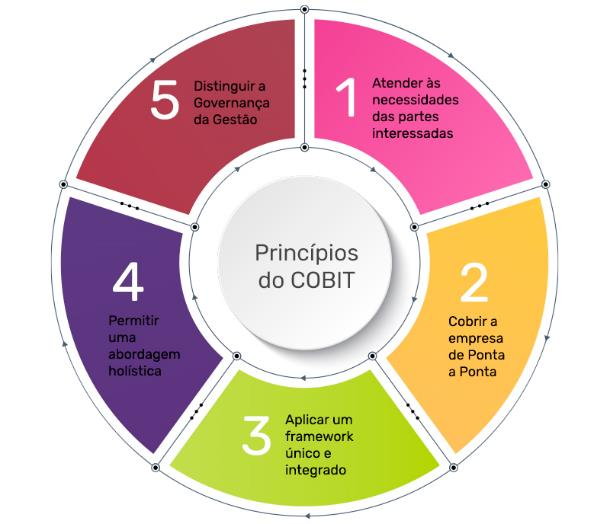 Princípios
do COBIT
1
Atender às
necessidades
das partes
interessadas
2
Cobrir a
empresa
de Ponta
a Ponta
3
Aplicar um
framework
único e
integrado
4
Permitir
uma
abordagem
holística
5
Distinguir a
Governança
da Gestão